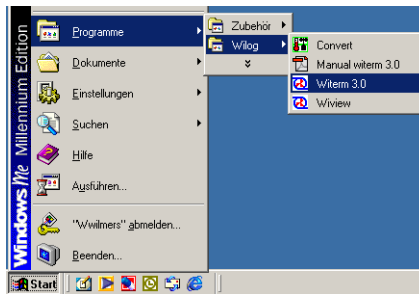 Windows Me Millennium Edition
Programme
Dokumente
Einstellungen
Suchen
Hilfe
Ausführen...
"Wwilmers" abmelden...
Beenden...
Zubehör
Wilog
Convert
Manual witerm 3.0
Witerm 3.0
Wiview
Start